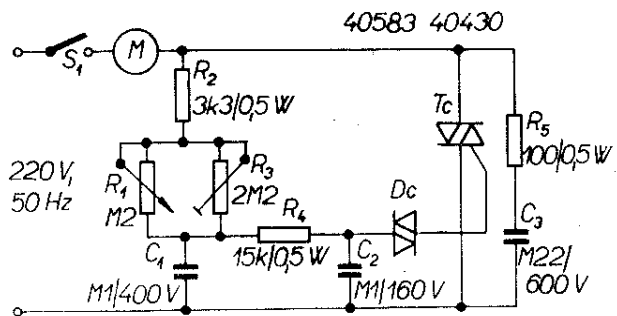 40583 40430
S1
M
R2
3k3/0,5 W
Tc
R5
100/0,5 W
220 V,
50 Hz
R1
M2
R3
2M2
R4
15k/0,5 W
Dc
C1
M1/400 V
C2
M1/160 V
C3
M22/
600 V